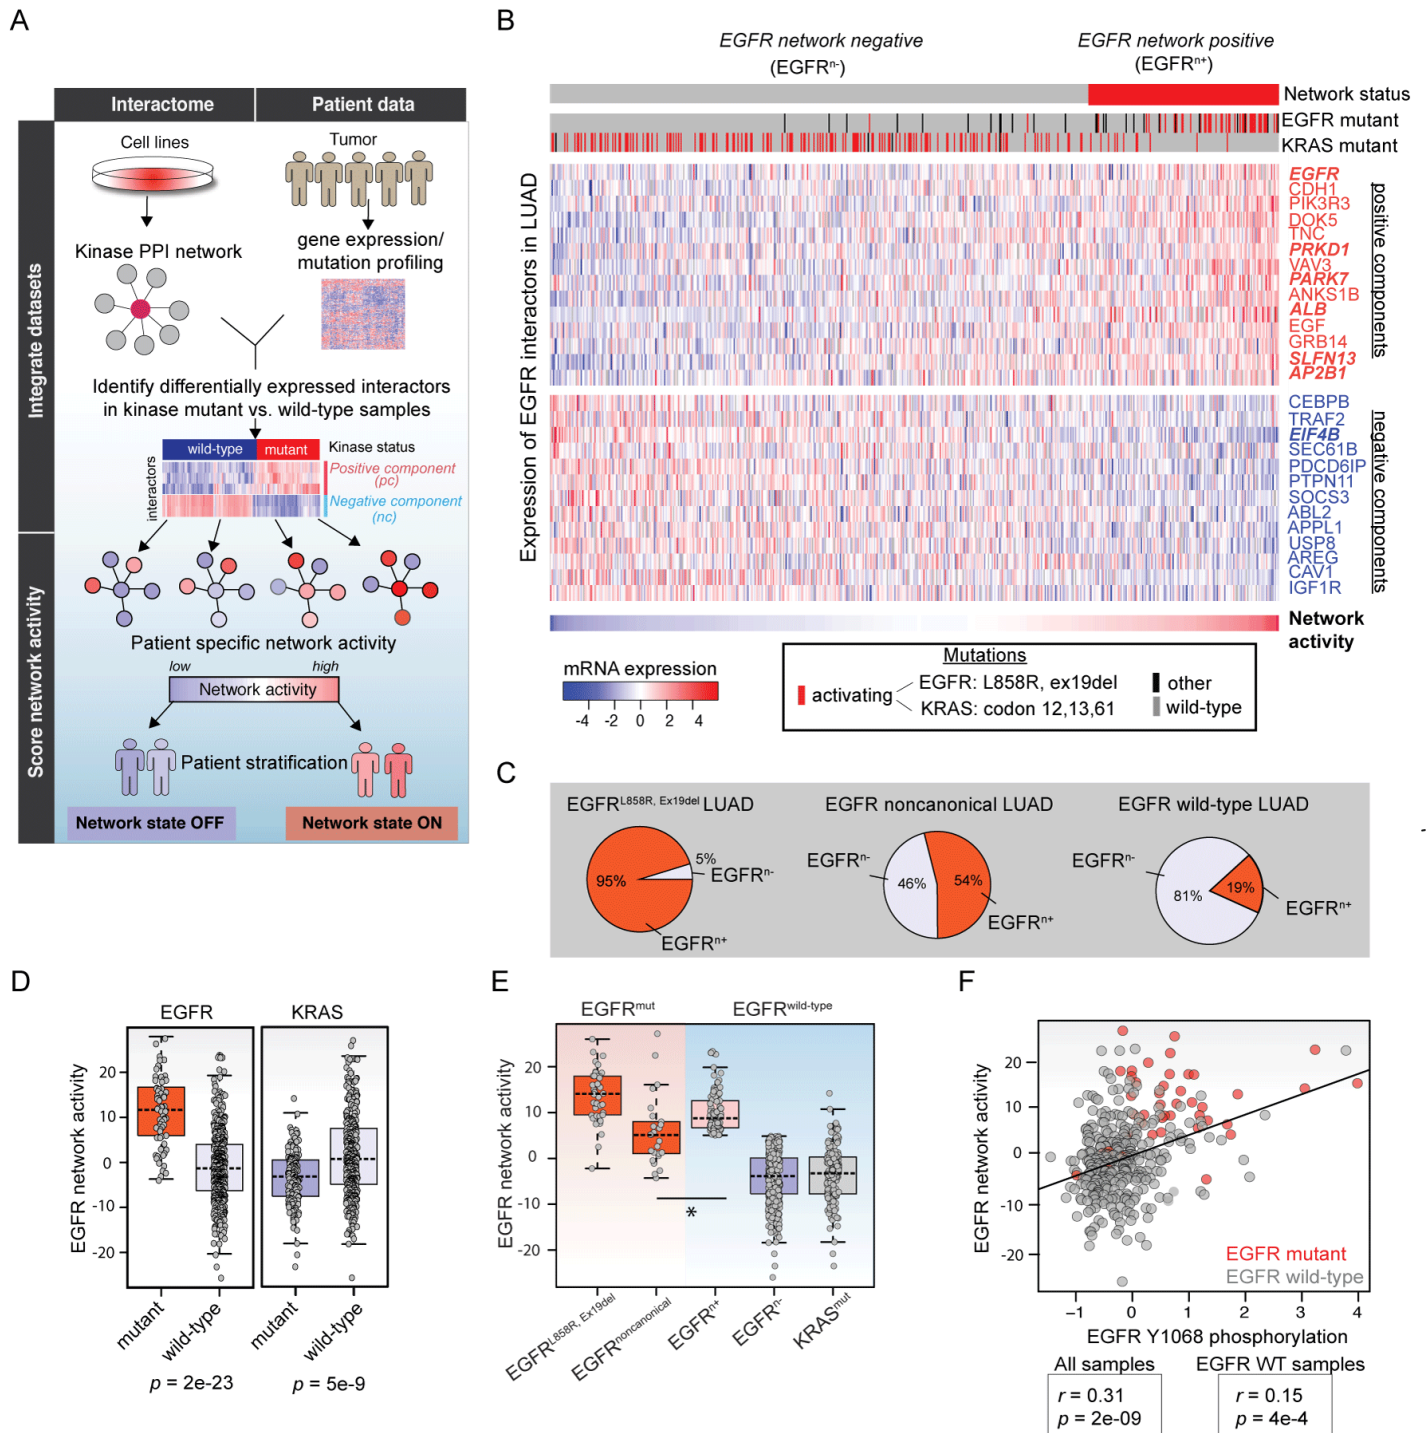 A
Interactome
Patient data
Integrate datasets
Score network activity
Cell lines
Tumor
Kinase PPI network
gene expression/
mutation profiling
Identify differentially expressed interactors
in kinase mutant vs. wild-type samples
wild-type
mutant
Kinase status
interactors
Positive component
(pc)
Negative component
(nc)
Patient specific network activity
low
high
Network activity
Patient stratification
Network state OFF
Network state ON
B
EGFR network negative
(EGFRn-)
EGFR network positive
(EGFRn+)
Network status
EGFR mutant
KRAS mutant
Expression of EGFR interactors in LUAD
EGFR
CDH1
PIK3R3
DOK5
TNC
PRKD1
VAV3
PARK7
ANKS1B
ALB
EGF
GRB14
SLFN13
AP2B1
positive components
CEBPB
TRAF2
EIF4B
SEC61B
PDCD6IP
PTPN11
SOCS3
ABL2
APPL1
USP8
AREG
CAV1
IGF1R
negative components
Network
activity
mRNA expression
-4 -2 0 2 4
Mutations
activating
EGFR: L858R, ex19del
KRAS: codon 12,13,61
other
wild-type
C
EGFRL858R, Ex19del LUAD
95%
5%
EGFRn-
EGFRn+
EGFR noncanonical LUAD
EGFRn-
46%
54%
EGFRn+
EGFR wild-type LUAD
EGFRn-
81%
19%
EGFRn+
D
EGFR
KRAS
EGFR network activity
20
10
0
-10
-20
mutant
wild-type
mutant
wild-type
p = 2e-23
p = 5e-9
E
EGFRmut
EGFRwild-type
EGFR network activity
20
10
0
-10
-20
*
EGFRL858R, Ex19del
EGFRnoncanonical
EGFRn+
EGFRn-
KRASmut
F
EGFR network activity
20
10
0
-10
-20
EGFR mutant
EGFR wild-type
−1 0 1 2 3 4
EGFR Y1068 phosphorylation
All samples
r = 0.31
p = 2e-09
EGFR WT samples
r = 0.15
p = 4e-4